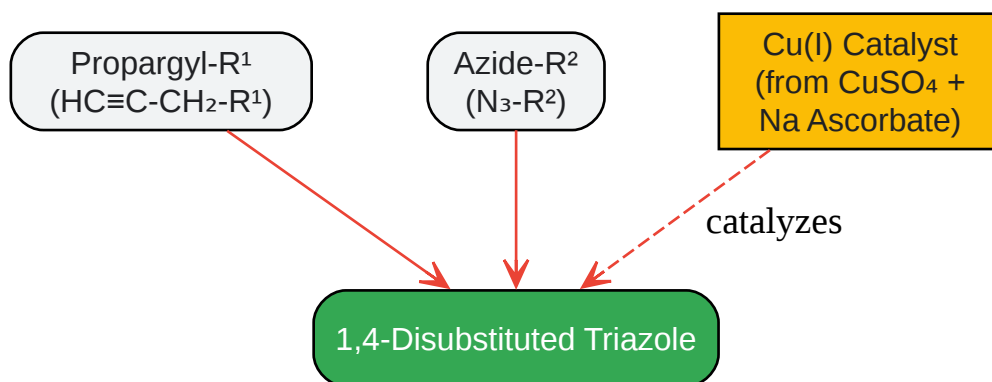 Propargyl-R¹
(HC≡C-CH₂-R¹)
Azide-R²
(N₃-R²)
Cu(I) Catalyst
(from CuSO₄ +
Na Ascorbate)
catalyzes
1,4-Disubstituted Triazole